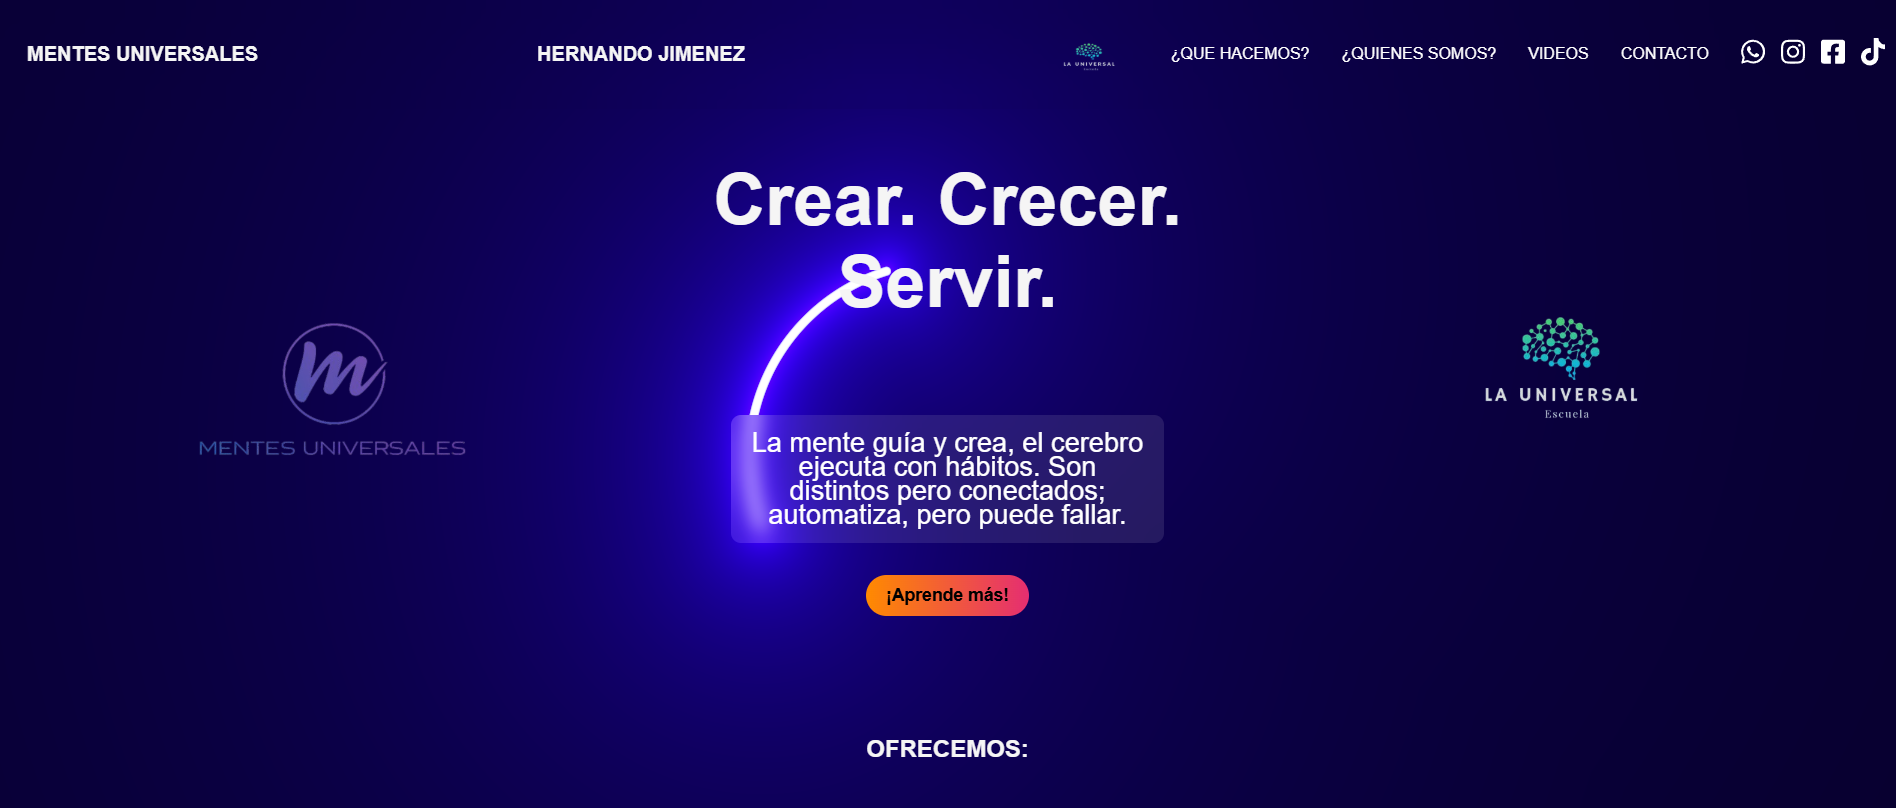 MENTES UNIVERSALES
HERNANDO JIMENEZ
LA UNIVERSAL
Escuela
¿QUE HACEMOS?
¿QUIENES SOMOS?
VIDEOS
CONTACTO
Crear. Crecer.
Servir.
m
MENTES UNIVERSALES
LA UNIVERSAL
Escuela
La mente guía y crea, el cerebro
ejecuta con hábitos. Son
distintos pero conectados;
automatiza, pero puede fallar.
¡Aprende más!
OFRECEMOS: